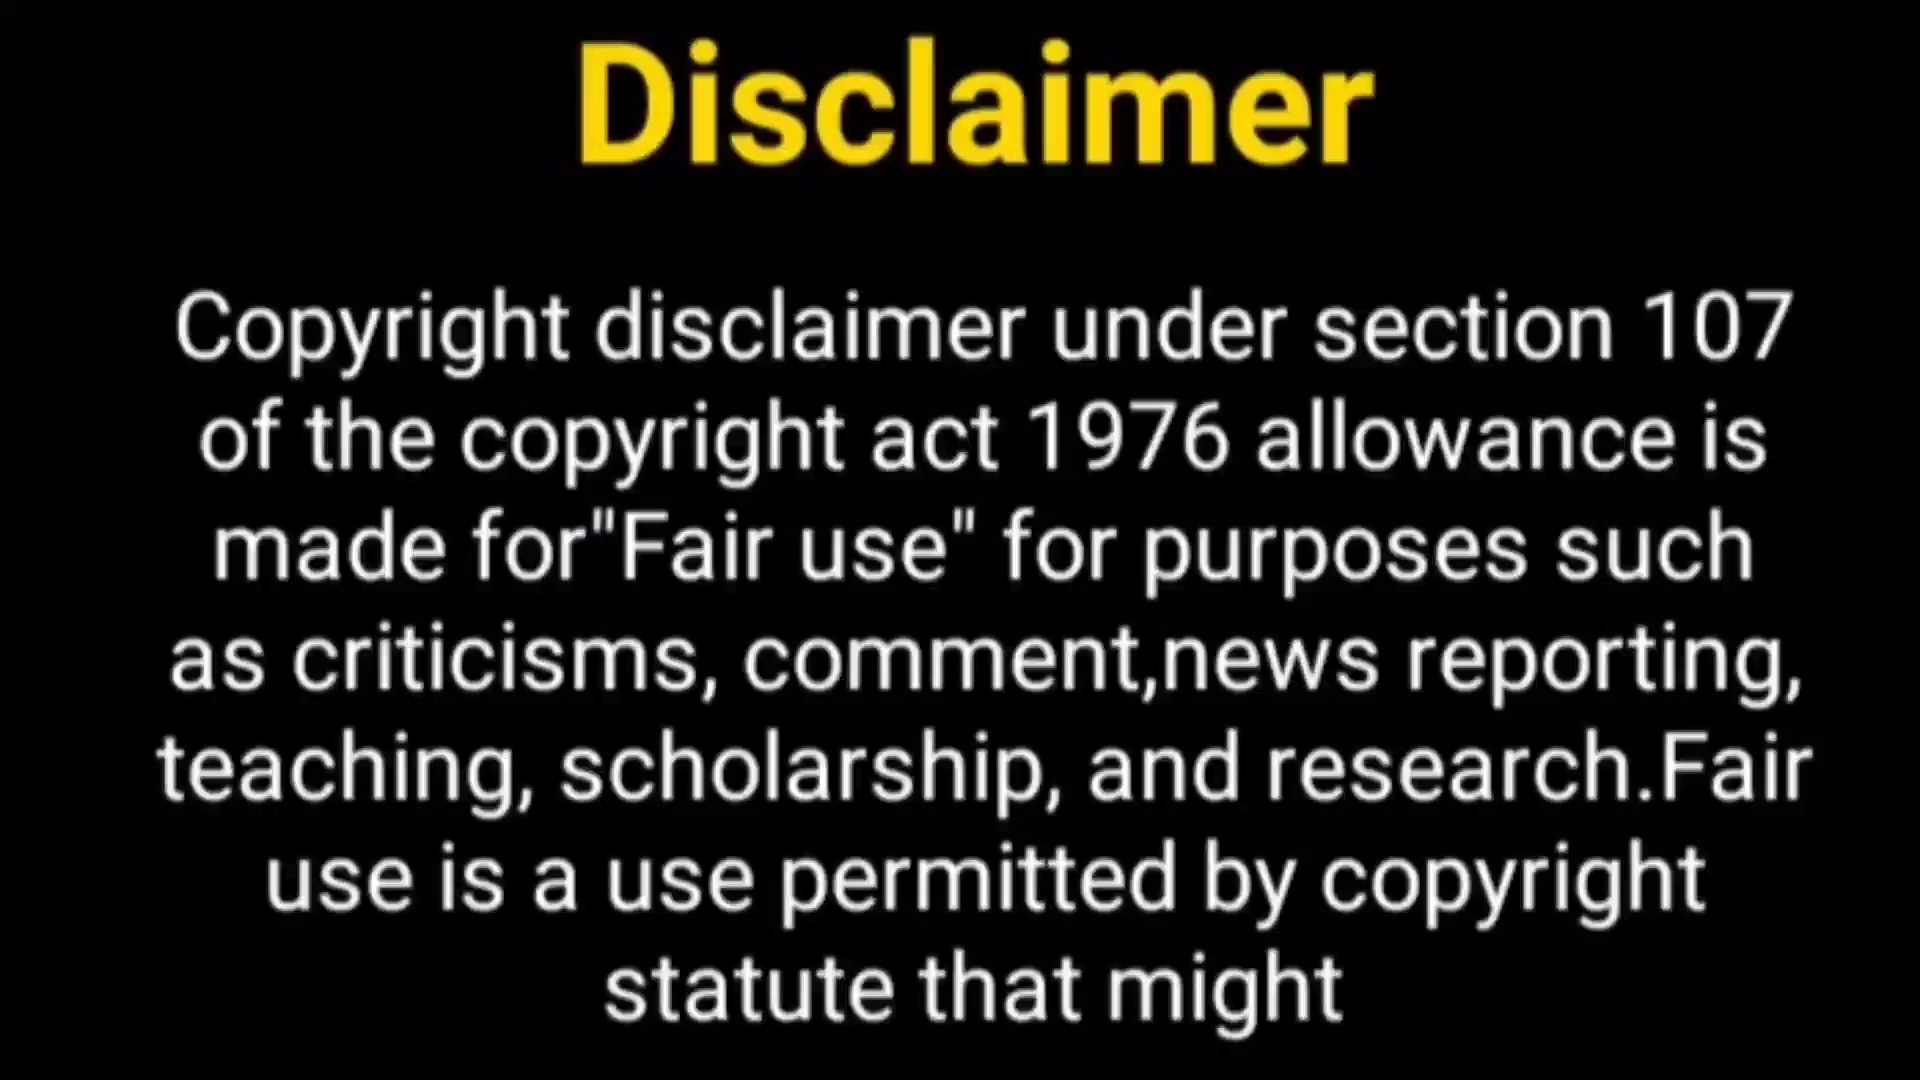 Disclaimer
Copyright disclaimer under section 107
of the copyright act 1976 allowance is
made for"Fair use" for purposes such
as criticisms, comment,news reporting,
teaching, scholarship, and research.Fair
use is a use permitted by copyright
statute that might